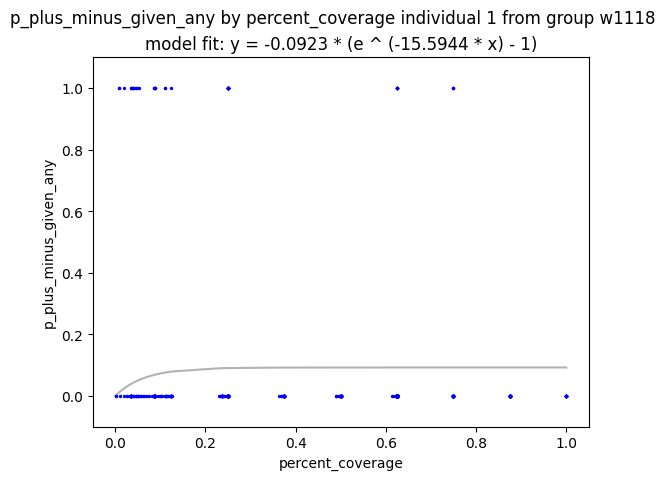 p_plus_minus_given_any by percent_coverage individual 1 from group w1118
model fit: y = -0.0923 * (e ^ (-15.5944 * x) - 1)
1.0
0.8
0.6
0.4
0.2
0.0
p_plus_minus_given_any
0.0 0.2 0.4 0.6 0.8 1.0
percent_coverage